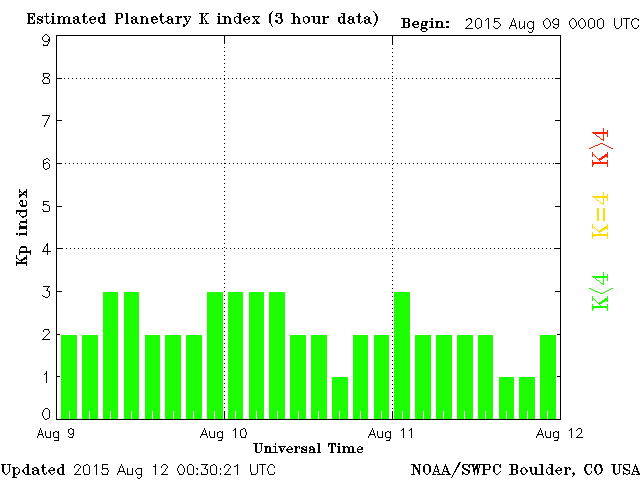 Estimated Planetary K index (3 hour data) Begin: 2015 Aug 09 0000 UTC
9
8
7
6
5
4
3
2
1
0
Kp index
K>4
K=4
K<4
Aug 9 Aug 10 Aug 11 Aug 12
Universal Time
Updated 2015 Aug 12 00:30:21 UTC NOAA/SWPC Boulder, CO USA